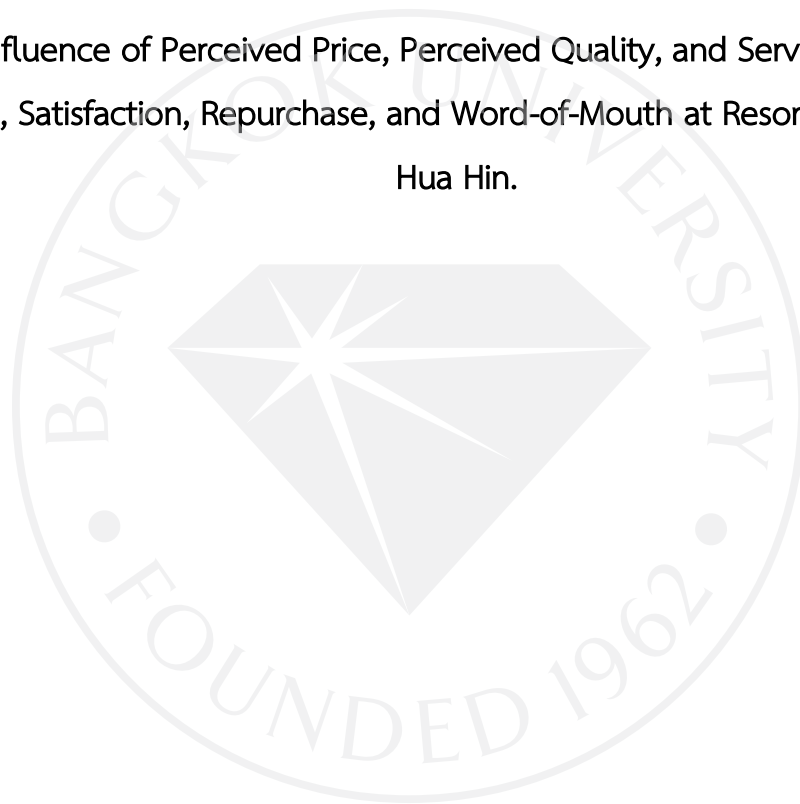 fluence of Perceived Price, Perceived Quality, and Serv
, Satisfaction, Repurchase, and Word-of-Mouth at Resor
Hua Hin.
BANGKOK UNIVERSITY
FOUNDED 1962